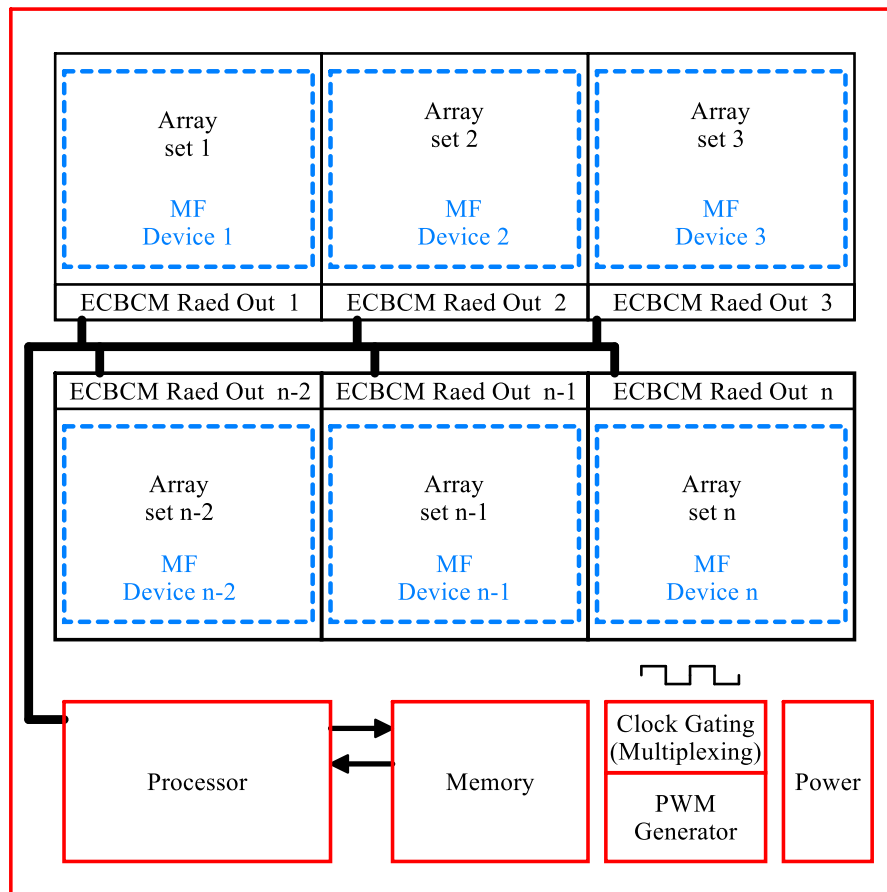 Array
set 1
MF
Device 1
Array
set 2
MF
Device 2
Array
set 3
MF
Device 3
ECBCM Raed Out 1
ECBCM Raed Out 2
ECBCM Raed Out 3
ECBCM Raed Out n-2
ECBCM Raed Out n-1
ECBCM Raed Out n
Array
set n-2
MF
Device n-2
Array
set n-1
MF
Device n-1
Array
set n
MF
Device n
Processor
Memory
Clock Gating
(Multiplexing)
PWM
Generator
Power